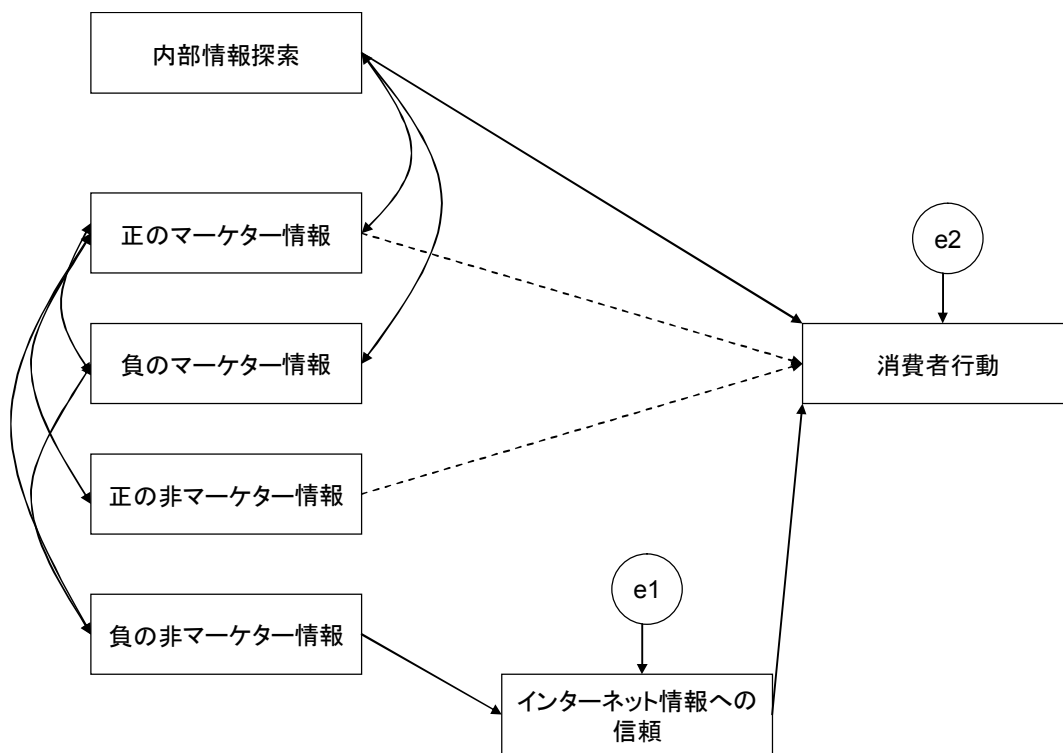 内部情報探索
正のマーケター情報
e2
負のマーケター情報
消費者行動
正の非マーケター情報
e1
負の非マーケター情報
インターネット情報への
信頼